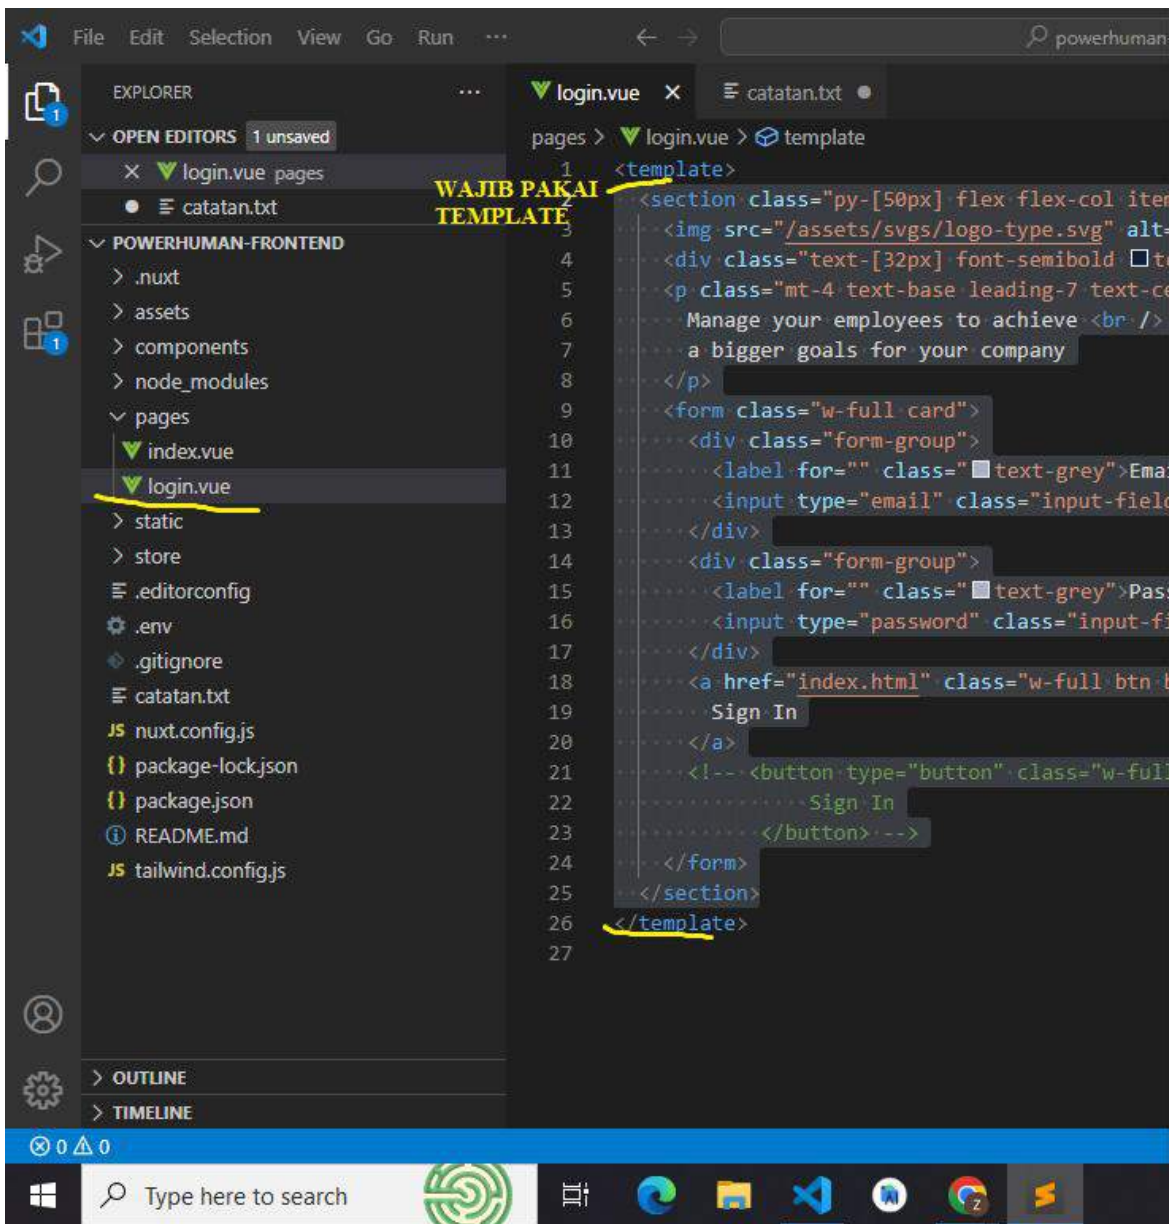 File Edit Selection View Go Run ··· ← → powerhuman-
EXPLORER ···
OPEN EDITORS 1 unsaved
login.vue pages
catatan.txt
POWERHUMAN-FRONTEND
.nuxt
assets
components
node_modules
pages
index.vue
login.vue
static
store
.editorconfig
.env
.gitignore
catatan.txt
JS nuxt.config.js
{} package-lock.json
{} package.json
README.md
JS tailwind.config.js
OUTLINE
TIMELINE
login.vue × catatan.txt ●
pages > login.vue > template
WAJIB PAKAI
TEMPLATE
1 <template>
2 <section class="py-[50px] flex flex-col item
3 <img src="/assets/svgs/logo-type.svg" alt=
4 <div class="text-[32px] font-semibold te
5 <p class="mt-4 text-base leading-7 text-ce
6 Manage your employees to achieve <br />
7 a bigger goals for your company
8 </p>
9 <form class="w-full card">
10 <div class="form-group">
11 <label for="" class="text-grey">Emai
12 <input type="email" class="input-field
13 </div>
14 <div class="form-group">
15 <label for="" class="text-grey">Pass
16 <input type="password" class="input-fi
17 </div>
18 <a href="index.html" class="w-full btn b
19 Sign In
20 </a>
21 <!-- <button type="button" class="w-full
22 Sign In
23 </button> -->
24 </form>
25 </section>
26 </template>
27
0 0
Type here to search